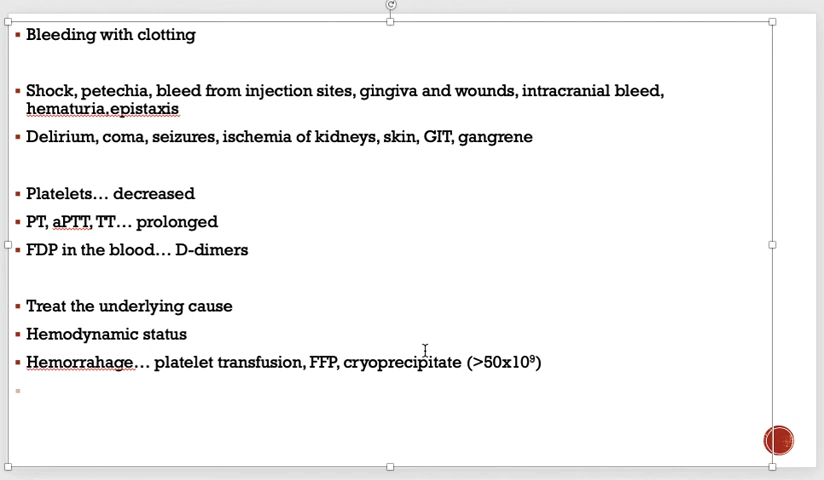 Bleeding with clotting
Shock, petechia, bleed from injection sites, gingiva and wounds, intracranial bleed,
hematuria.epistaxis
Delirium, coma, seizures, ischemia of kidneys, skin, GIT, gangrene
Platelets… decreased
PT, aPTT, TT… prolonged
FDP in the blood… D-dimers
Treat the underlying cause
Hemodynamic status
Hemorrahage… platelet transfusion, FFP, cryoprecipitate (>50x10⁹)